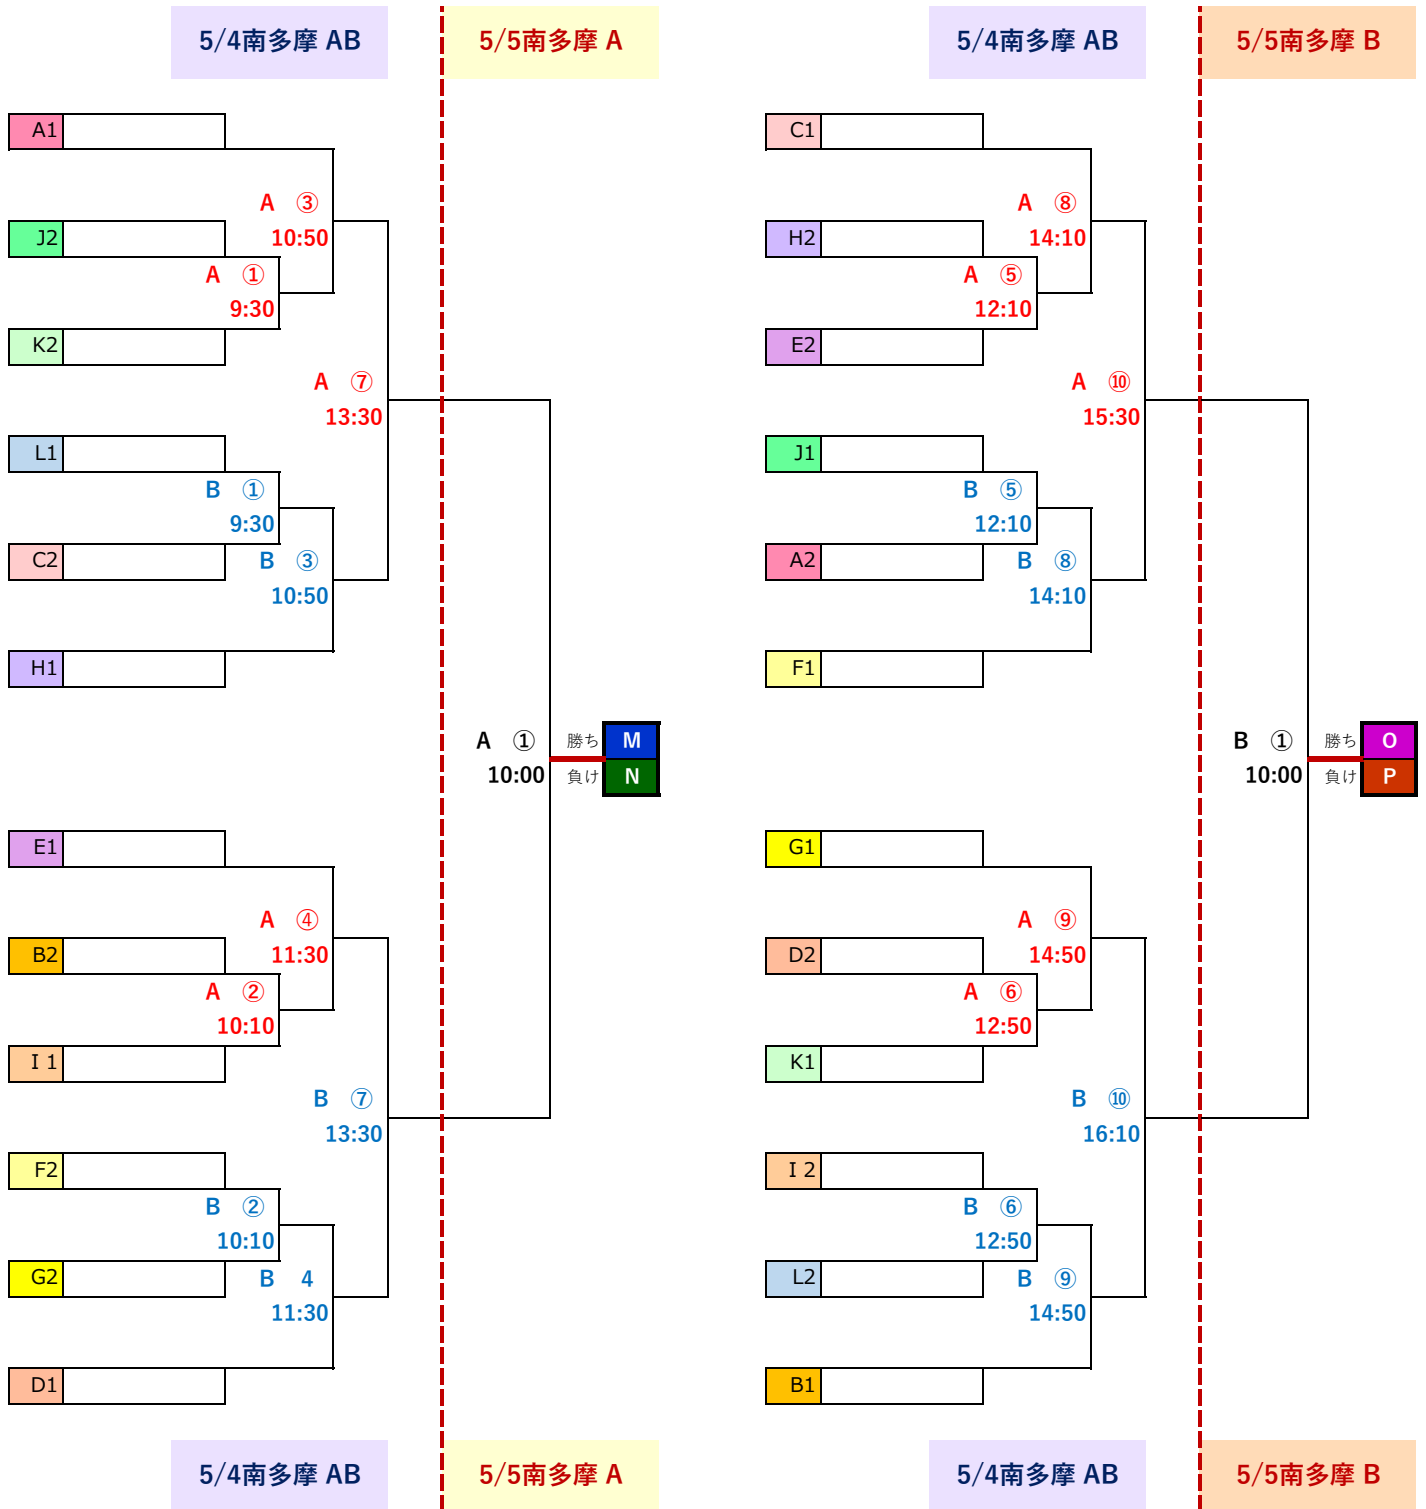 5/4南多摩 AB
5/5南多摩 A
A1
A ③
10:50
J2
A ①
9:30
K2
A ⑦
13:30
L1
B ①
9:30
C2
B ③
10:50
H1
A ①
10:00
勝ち M
負け N
E1
A ④
11:30
B2
A ②
10:10
I 1
B ⑦
13:30
F2
B ②
10:10
G2
B 4
11:30
D1
5/4南多摩 AB
5/5南多摩 A
5/4南多摩 AB
5/5南多摩 B
C1
A ⑧
14:10
H2
A ⑤
12:10
E2
A ⑩
15:30
J1
B ⑤
12:10
A2
B ⑧
14:10
F1
B ①
10:00
勝ち O
負け P
G1
A ⑨
14:50
D2
A ⑥
12:50
K1
B ⑩
16:10
I 2
B ⑥
12:50
L2
B ⑨
14:50
B1
5/4南多摩 AB
5/5南多摩 B